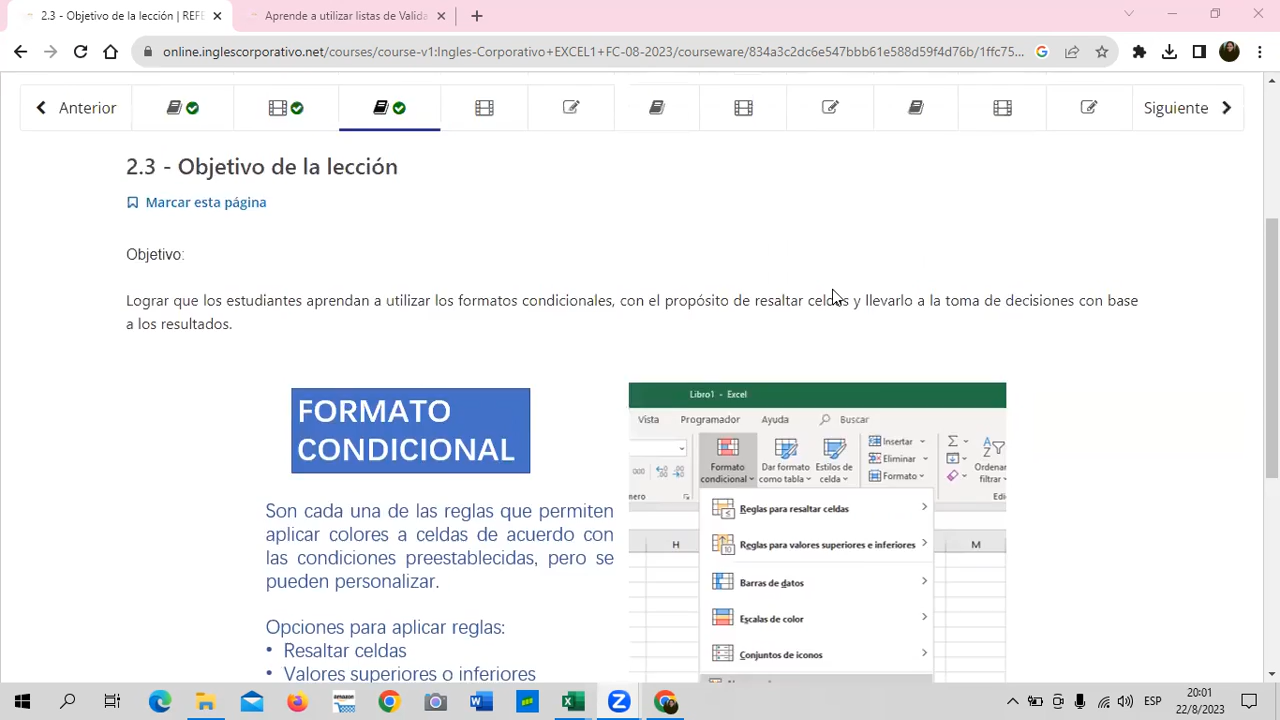 2.3 - Objetivo de la lección | REFE
Aprende a utilizar listas de Valida
online.inglescorporativo.net/courses/course-v1:Ingles-Corporativo+EXCEL1+FC-08-2023/courseware/834a3c2dc6e547bbb61e588d59f4d76b/1ffc75...
Anterior
Siguiente
2.3 - Objetivo de la lección
Marcar esta página
Objetivo:
Lograr que los estudiantes aprendan a utilizar los formatos condicionales, con el propósito de resaltar celdas y llevarlo a la toma de decisiones con base
a los resultados.
FORMATO
CONDICIONAL
Son cada una de las reglas que permiten
aplicar colores a celdas de acuerdo con
las condiciones preestablecidas, pero se
pueden personalizar.
Opciones para aplicar reglas:
• Resaltar celdas
• Valores superiores o inferiores
Libro1 - Excel
Vista Programador Ayuda Buscar
Formato
condicional
Dar formato
como tabla
Estilos de
celda
Insertar
Eliminar
Formato
Ordenar
filtrar
000
mero
Edi
H M
Reglas para resaltar celdas
Reglas para valores superiores e inferiores
10
Barras de datos
Escalas de color
Conjuntos de iconos
amazon
ESP
20:01
22/8/2023